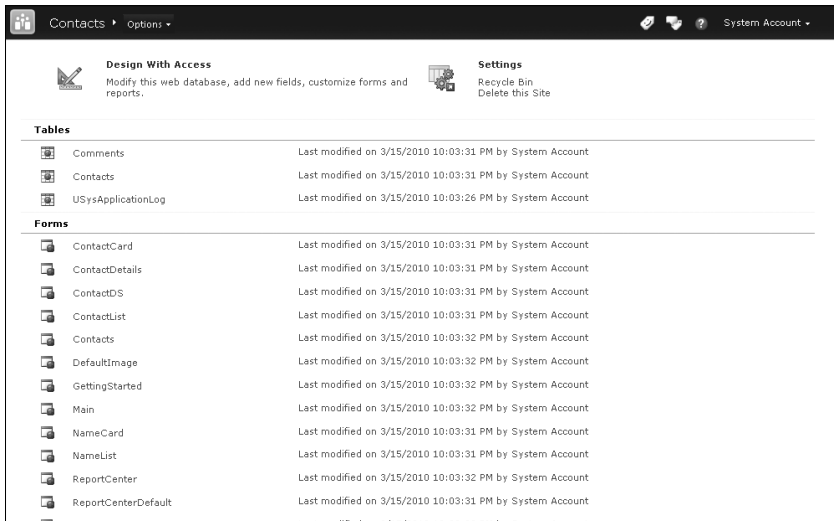 Contacts Options System Account
Design With Access
Modify this web database, add new fields, customize forms and
reports.
Settings
Recycle Bin
Delete this Site
Tables
Comments Last modified on 3/15/2010 10:03:31 PM by System Account
Contacts Last modified on 3/15/2010 10:03:31 PM by System Account
USysApplicationLog Last modified on 3/15/2010 10:03:26 PM by System Account
Forms
ContactCard Last modified on 3/15/2010 10:03:31 PM by System Account
ContactDetails Last modified on 3/15/2010 10:03:31 PM by System Account
ContactDS Last modified on 3/15/2010 10:03:31 PM by System Account
ContactList Last modified on 3/15/2010 10:03:31 PM by System Account
Contacts Last modified on 3/15/2010 10:03:32 PM by System Account
DefaultImage Last modified on 3/15/2010 10:03:32 PM by System Account
GettingStarted Last modified on 3/15/2010 10:03:32 PM by System Account
Main Last modified on 3/15/2010 10:03:32 PM by System Account
NameCard Last modified on 3/15/2010 10:03:31 PM by System Account
NameList Last modified on 3/15/2010 10:03:31 PM by System Account
ReportCenter Last modified on 3/15/2010 10:03:32 PM by System Account
ReportCenterDefault Last modified on 3/15/2010 10:03:31 PM by System Account